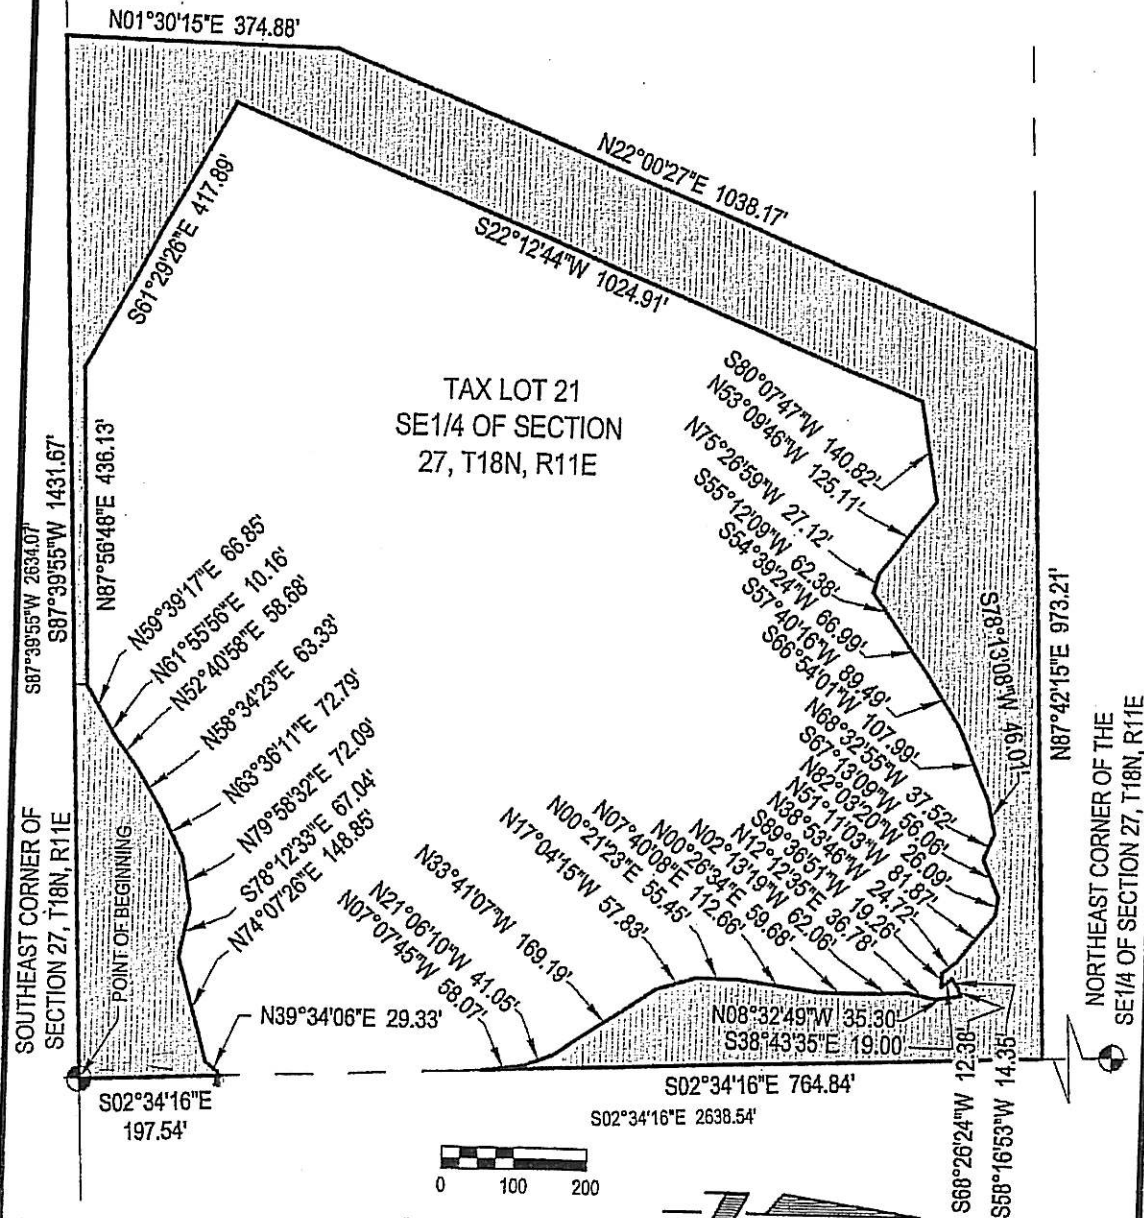 N01°30'15"E 374.88'
N22°00'27"E 1038.17'
S61°29'26"E 417.89'
S22°12'44"W 1024.91'
TAX LOT 21
SE1/4 OF SECTION
27, T18N, R11E
S80°07'47"W 140.82'
N53°09'46"W 125.11'
N75°26'59"W 27.12'
S55°12'09"W 62.38'
S54°39'24"W 66.99'
S57°40'16"W 89.49'
S66°54'01"W 107.99'
N68°32'55"W 37.52'
S67°13'09"W 56.06'
N82°03'20"W 26.09'
N51°11'03"W 81.87'
N38°53'46"W 24.72'
S89°36'51"W 19.26'
N12°12'35"E 36.78'
N02°13'19"W 62.06'
N00°26'34"E 59.68'
N07°40'08"E 112.66'
N00°21'23"E 55.45'
N17°04'15"W 57.83'
S78°13'08"W 46.01'
N87°42'15"E 973.21'
S87°39'55"W 2634.07'
S87°39'55"W 1431.67'
N87°56'48"E 436.13'
N59°39'17"E 66.85'
N61°55'56"E 10.16'
N52°40'58"E 58.68'
N58°34'23"E 63.33'
N63°36'11"E 72.79'
N79°58'32"E 72.09'
S78°12'33"E 67.04'
N74°07'26"E 148.85'
N33°41'07"W 169.19'
N21°06'10"W 41.05'
N07°07'45"W 58.07'
N39°34'06"E 29.33'
SOUTHEAST CORNER OF
SECTION 27, T18N, R11E
POINT OF BEGINNING
NORTHEAST CORNER OF THE
SE1/4 OF SECTION 27, T18N, R11E
N08°32'49"W 35.30'
S38°43'35"E 19.00'
S68°26'24"W 12.38'
S58°16'53"W 14.35'
S02°34'16"E
197.54'
S02°34'16"E 764.84'
S02°34'16"E 2638.54'
0 100 200